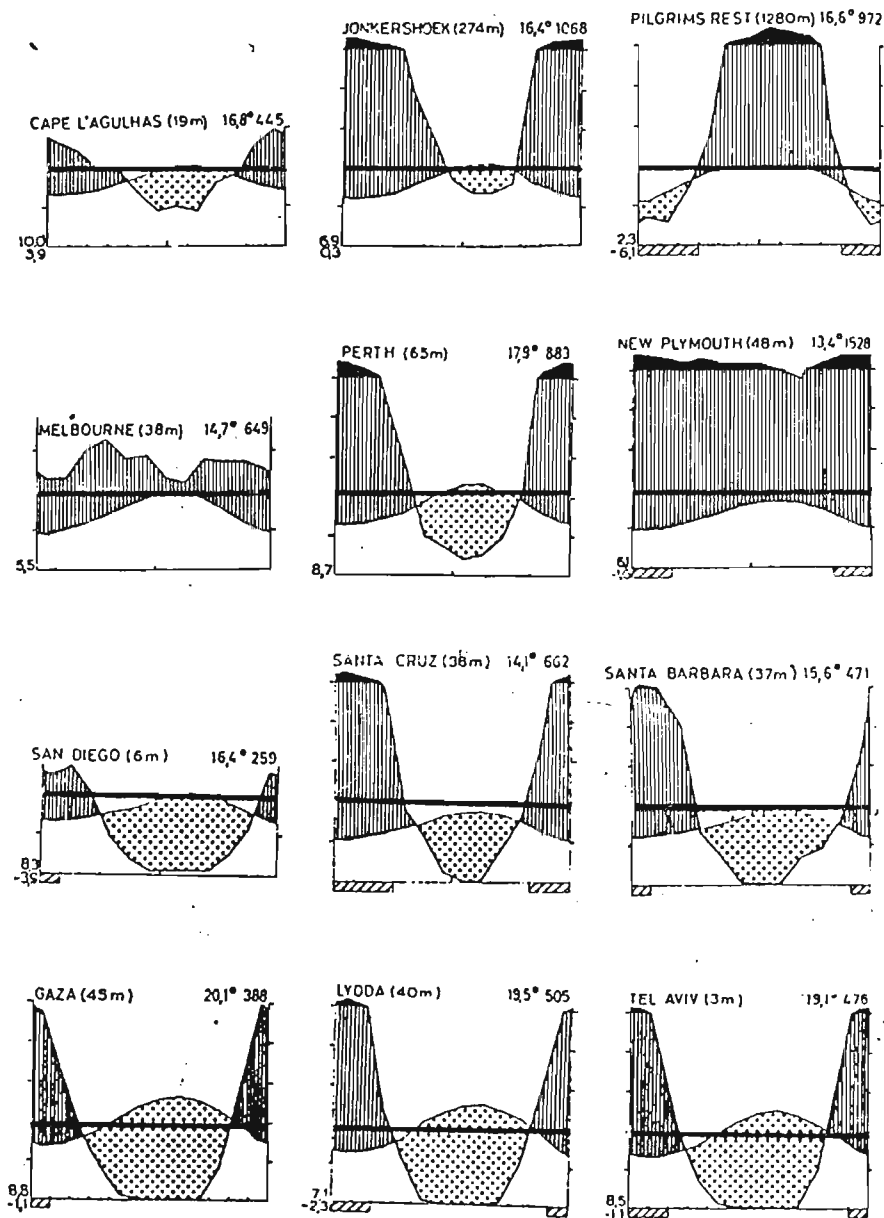 JONKERSHOEK (274m) 16,4° 1068
PILGRIMS REST (1280m) 16,6° 972
CAPE L'AGULHAS (19m) 16,8° 445
10,0
3,9
6,9
0,3
2,3
-6,1
MELBOURNE (38m) 14,7° 649
PERTH (65m) 17,9° 883
NEW PLYMOUTH (48m) 13,4° 1528
5,5
8,7
6,1
SAN DIEGO (6m) 16,4° 259
SANTA CRUZ (38m) 14,1° 662
SANTA BARBARA (37m) 15,6° 471
8,3
-3,9
GAZA (45m) 20,1° 388
LYDDA (40m) 19,5° 505
TEL AVIV (3m) 19,1° 476
8,8
-1,1
7,1
-2,3
8,5
-1,1